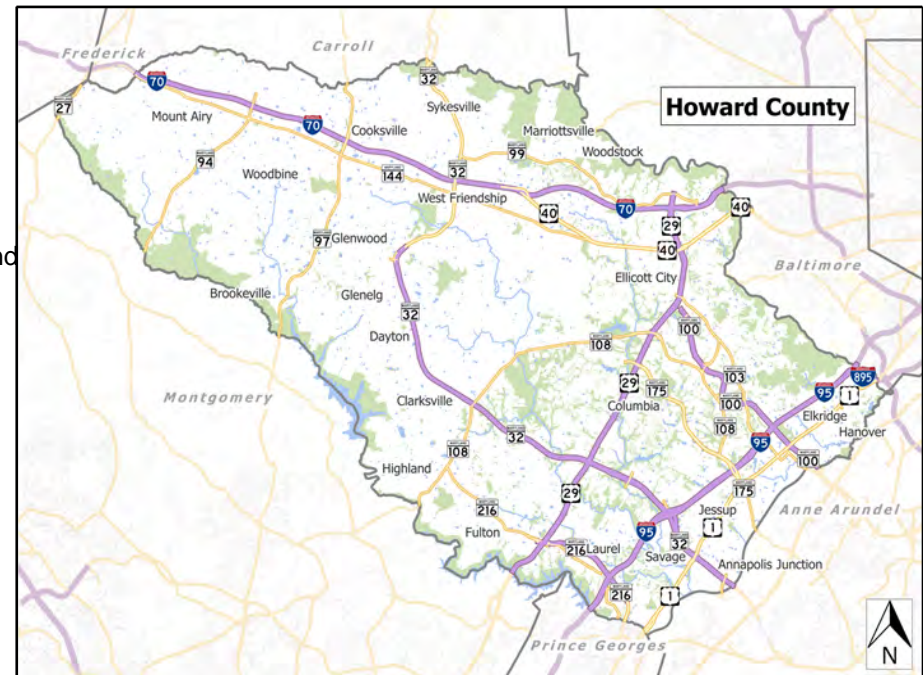 Frederick
Carroll
32
70
27
Sykesville
Howard County
Mount Airy
70
Cooksville
Marriottsville
99
Woodstock
94
Woodbine
144
32
West Friendship
40
70
29
40
40
nd
97
Glenwood
Ellicott City
Baltimore
Brookeville
Glenelg
32
Dayton
108
100
29
175
103
95
895
1
Montgomery
Clarksville
Columbia
100
Elkridge
108
Hanover
32
95
108
100
Highland
175
29
Anne Arundel
216
Jessup
Fulton
95
1
216
Laurel
Savage
32
Annapolis Junction
216
1
Prince Georges
N